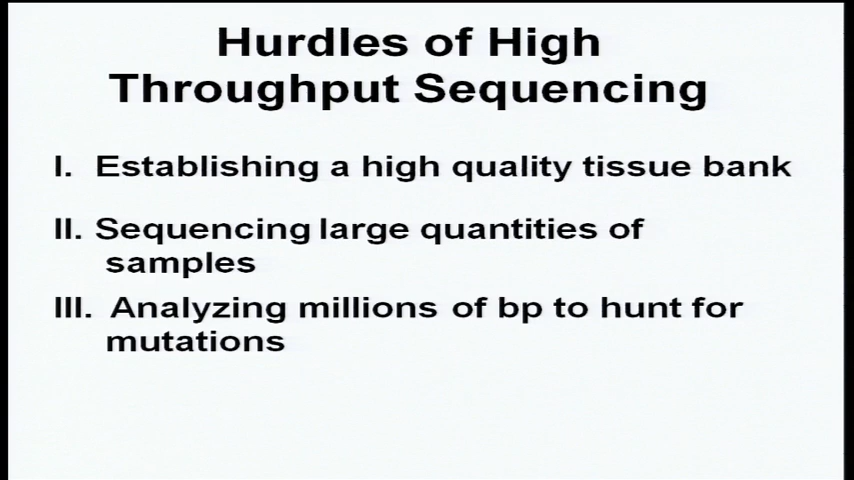 Hurdles of High
Throughput Sequencing
I. Establishing a high quality tissue bank
II. Sequencing large quantities of
samples
III. Analyzing millions of bp to hunt for
mutations